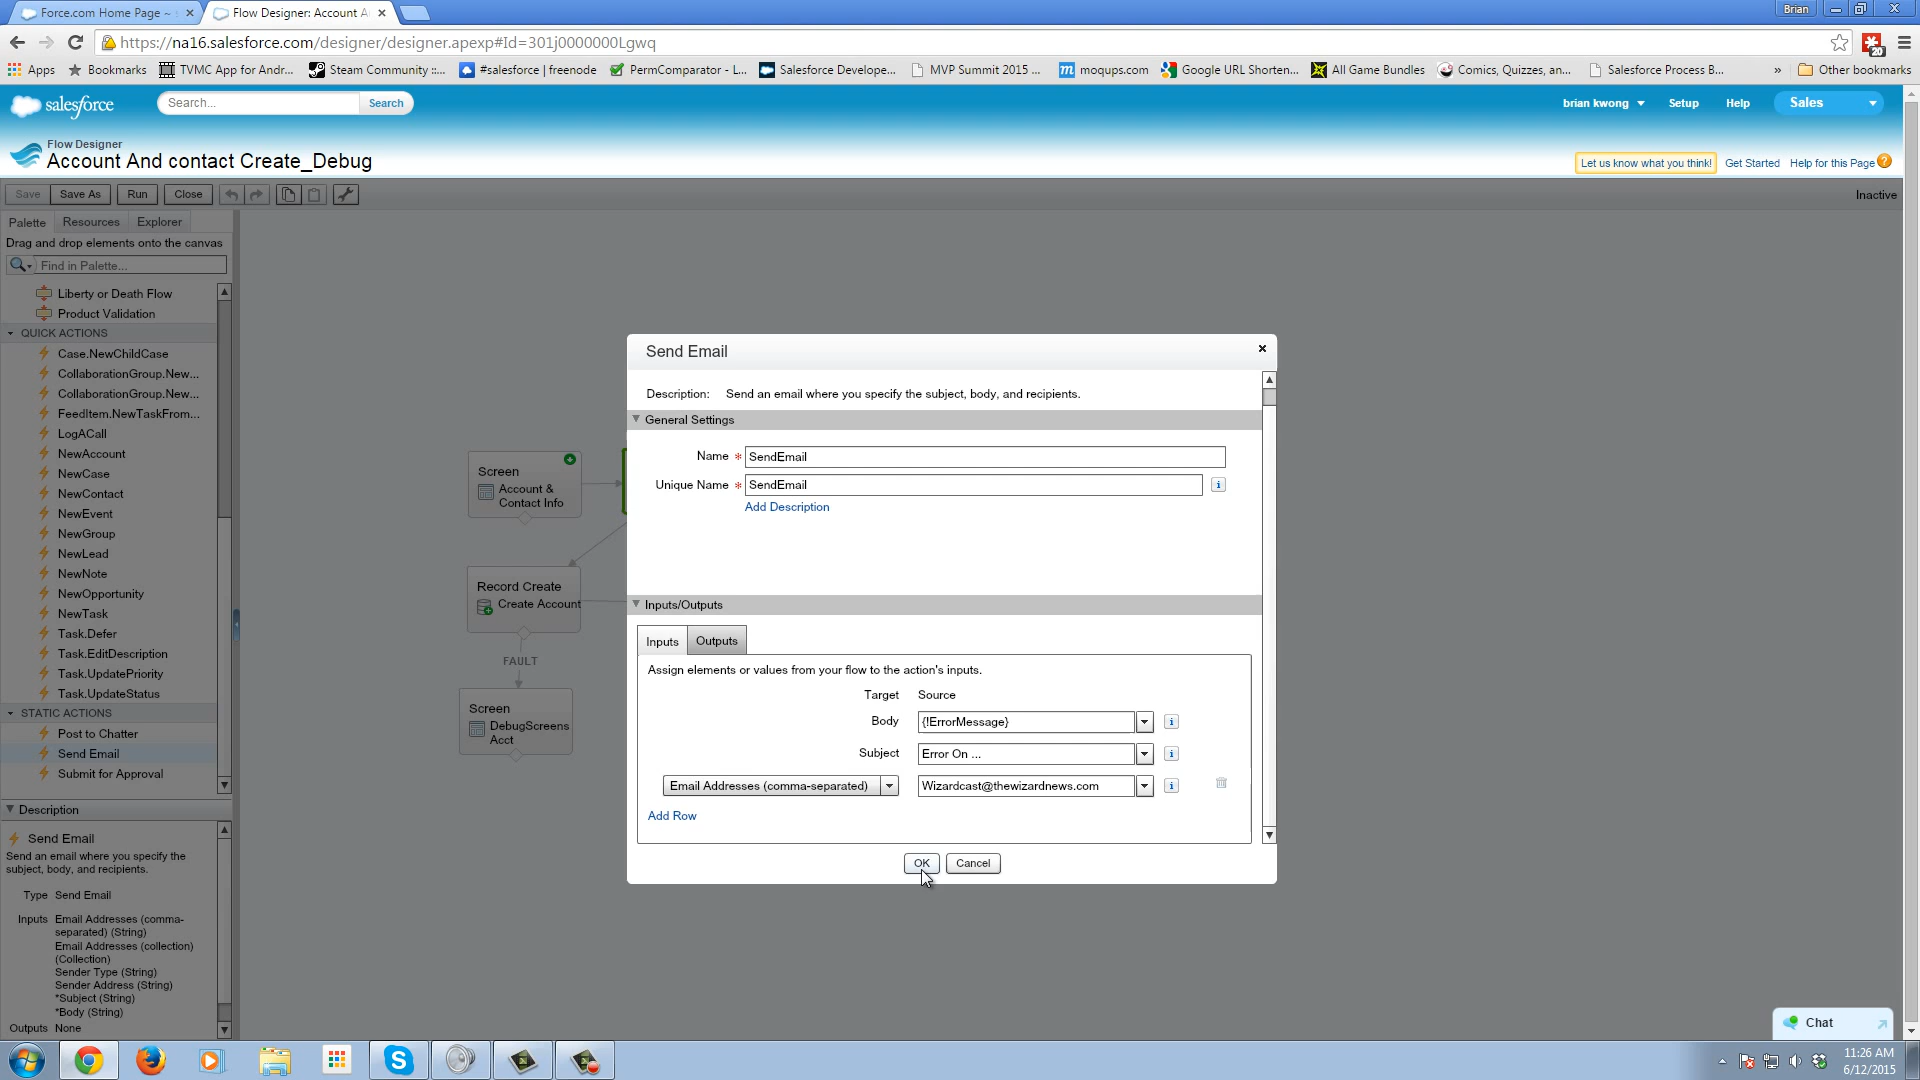 Force.com Home Page ~
Flow Designer: Account A
Brian
https://na16.salesforce.com/designer/designer.apexp#Id=301j0000000Lgwq
20
Apps
Bookmarks
TVMC App for Andr...
Steam Community ::...
#salesforce | freenode
PermComparator - L...
Salesforce Develope...
MVP Summit 2015 ...
m
moqups.com
Google URL Shorten...
All Game Bundles
Comics, Quizzes, an...
Salesforce Process B...
»
Other bookmarks
salesforce
Search...
Search
brian kwong
Setup
Help
Sales
Flow Designer
Account And contact Create_Debug
Let us know what you think!
Get Started
Help for this Page
?
Save
Save As
Run
Close
Inactive
Palette
Resources
Explorer
Drag and drop elements onto the canvas
Find in Palette...
Liberty or Death Flow
Product Validation
QUICK ACTIONS
Case.NewChildCase
CollaborationGroup.New...
CollaborationGroup.New...
FeedItem.NewTaskFrom...
LogACall
NewAccount
NewCase
NewContact
NewEvent
NewGroup
NewLead
NewNote
NewOpportunity
NewTask
Task.Defer
Task.EditDescription
Task.UpdatePriority
Task.UpdateStatus
STATIC ACTIONS
Post to Chatter
Send Email
Submit for Approval
Description
Send Email
Send an email where you specify the
subject, body, and recipients.
Type Send Email
Inputs Email Addresses (comma-
separated) (String)
Email Addresses (collection)
(Collection)
Sender Type (String)
Sender Address (String)
*Subject (String)
*Body (String)
Outputs None
Screen
Account &
Contact Info
Record Create
Create Account
FAULT
Screen
DebugScreens
Acct
Send Email
Description: Send an email where you specify the subject, body, and recipients.
General Settings
Name * SendEmail
Unique Name * SendEmail
i
Add Description
Inputs/Outputs
Inputs
Outputs
Assign elements or values from your flow to the action's inputs.
Target Source
Body {!ErrorMessage}
i
Subject Error On ...
i
Email Addresses (comma-separated) Wizardcast@thewizardnews.com
i
Add Row
OK
Cancel
Chat
11:26 AM
6/12/2015